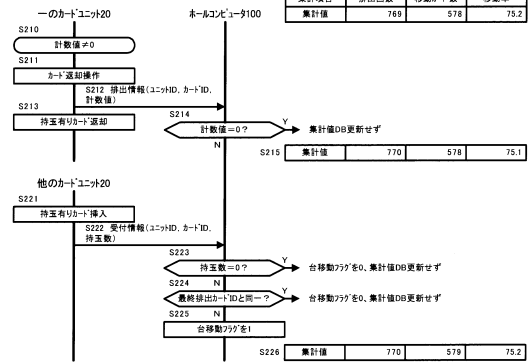 一のカードユニット20
ホールコンピュータ100
集計値 769 578 75.2
S210
計数値≠0
S211
カード返却操作
S212 排出情報(ユニットID, カードID,
計数値)
S213
持玉有りカード返却
S214
計数値=0?
Y
集計値DB更新せず
N
S215 集計値 770 578 75.1
他のカードユニット20
S221
持玉有りカード挿入
S222 受付情報(ユニットID, カードID,
持玉数)
S223
持玉数=0?
Y
台移動フラグを0、集計値DB更新せず
S224
N
最終排出カードIDと同一?
Y
台移動フラグを0、集計値DB更新せず
S225
N
台移動フラグを1
S226 集計値 770 579 75.2